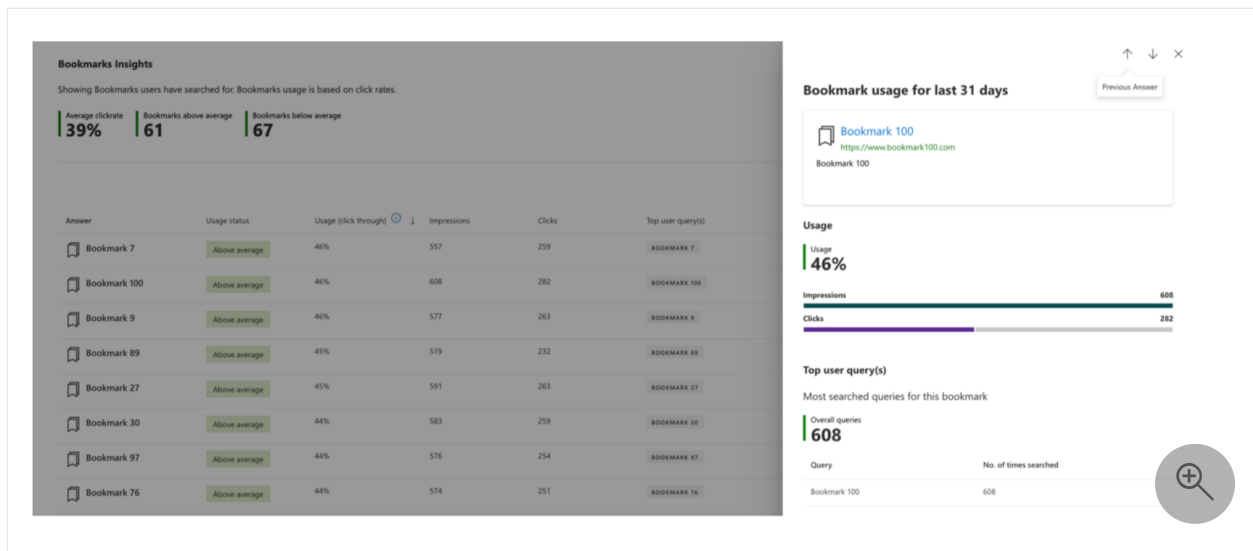 Bookmarks Insights
Showing Bookmarks users have searched for. Bookmarks usage is based on click rates.
Average clickrate Bookmarks above average Bookmarks below average
39% 61 67
Answer Usage status Usage (click through) Impressions Clicks Top user query(s)
Bookmark 7 Above average 46% 557 259 BOOKMARK 7
Bookmark 100 Above average 46% 608 282 BOOKMARK 100
Bookmark 9 Above average 46% 577 263 BOOKMARK 9
Bookmark 89 Above average 45% 519 232 BOOKMARK 89
Bookmark 27 Above average 45% 591 263 BOOKMARK 27
Bookmark 30 Above average 44% 583 259 BOOKMARK 30
Bookmark 97 Above average 44% 576 254 BOOKMARK 97
Bookmark 76 Above average 44% 574 251 BOOKMARK 76
Previous Answer
Bookmark usage for last 31 days
Bookmark 100
https://www.bookmark100.com
Bookmark 100
Usage
Usage
46%
Impressions 608
Clicks 282
Top user query(s)
Most searched queries for this bookmark
Overall queries
608
Query No. of times searched
Bookmark 100 608